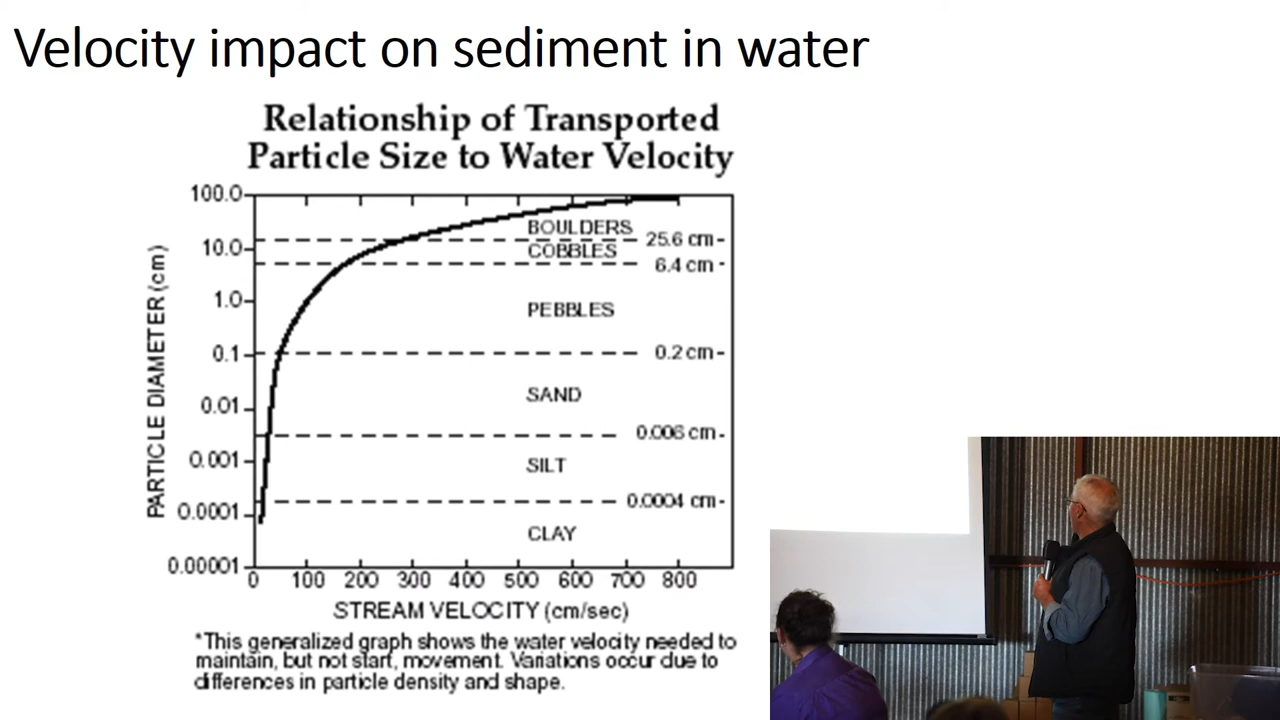 Velocity impact on sediment in water
Relationship of Transported
Particle Size to Water Velocity
PARTICLE DIAMETER (cm)
100.0
10.0
1.0
0.1
0.01
0.001
0.0001
0.00001
BOULDERS
25.6 cm
COBBLES
6.4 cm
PEBBLES
0.2 cm
SAND
0.006 cm
SILT
0.0004 cm
CLAY
0 100 200 300 400 500 600 700 800
STREAM VELOCITY (cm/sec)
*This generalized graph shows the water velocity needed to
maintain, but not start, movement. Variations occur due to
differences in particle density and shape.